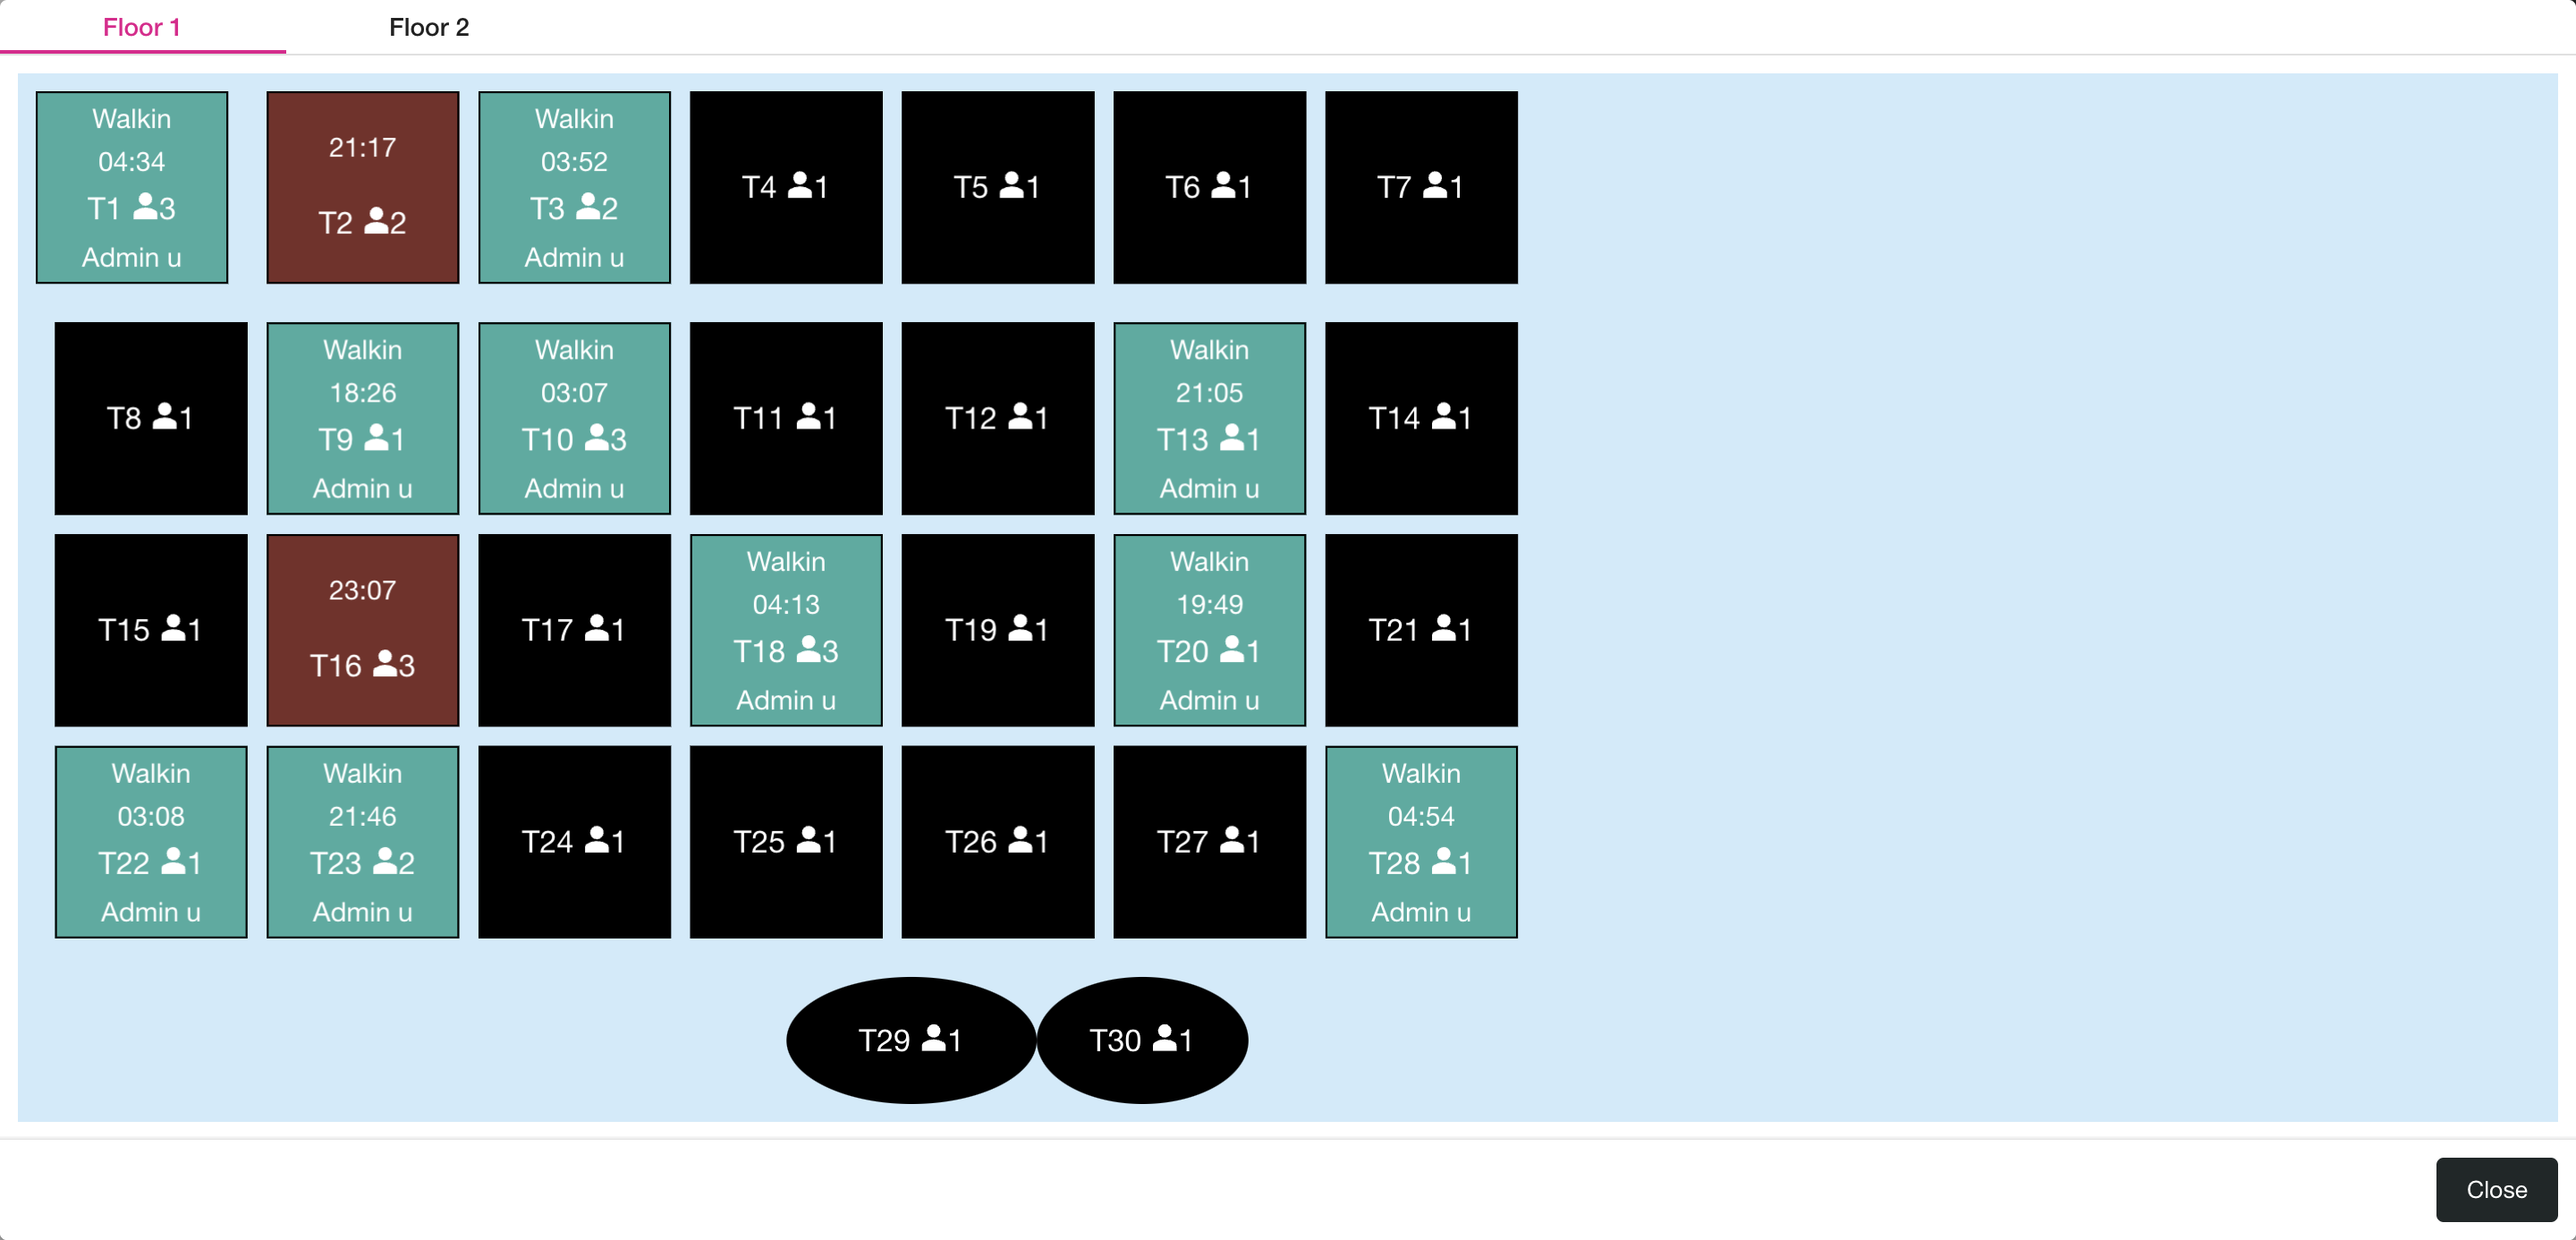 Floor 1
Floor 2
Walkin
04:34
T1 3
Admin u
21:17
T2 2
Walkin
03:52
T3 2
Admin u
T4 1
T5 1
T6 1
T7 1
T8 1
Walkin
18:26
T9 1
Admin u
Walkin
03:07
T10 3
Admin u
T11 1
T12 1
Walkin
21:05
T13 1
Admin u
T14 1
T15 1
23:07
T16 3
T17 1
Walkin
04:13
T18 3
Admin u
T19 1
Walkin
19:49
T20 1
Admin u
T21 1
Walkin
03:08
T22 1
Admin u
Walkin
21:46
T23 2
Admin u
T24 1
T25 1
T26 1
T27 1
Walkin
04:54
T28 1
Admin u
T29 1
T30 1
Close